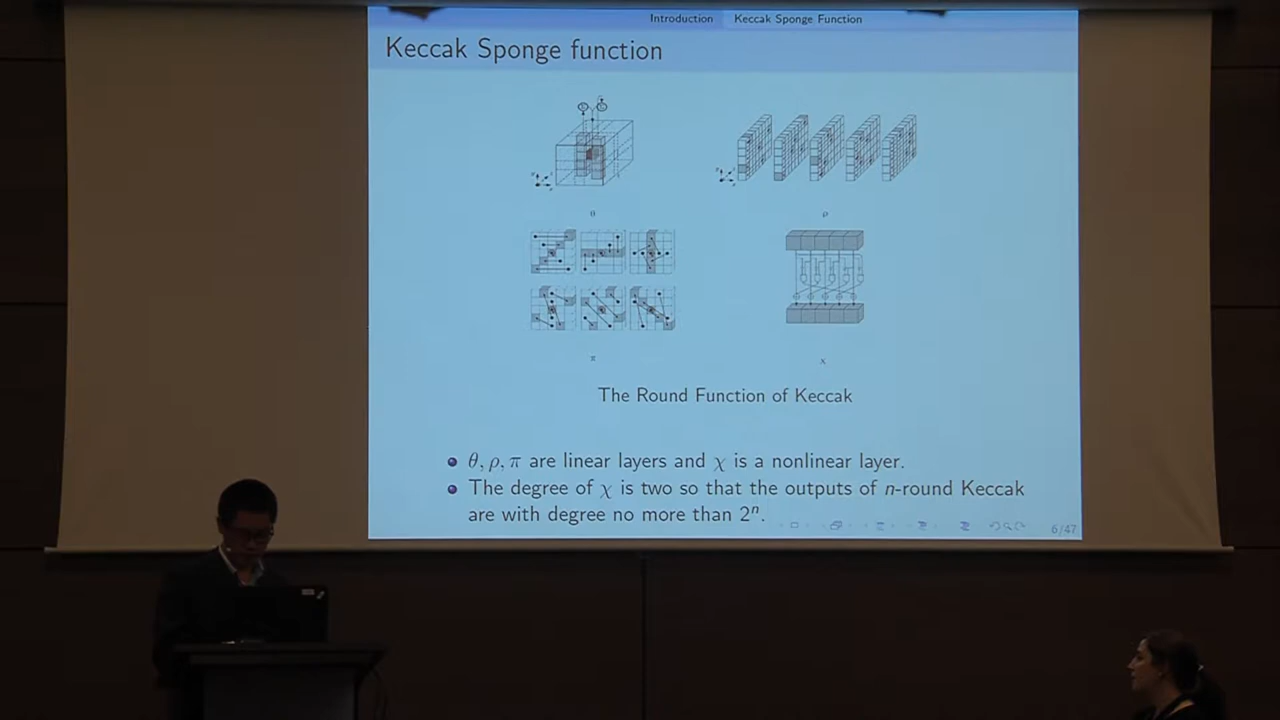 Introduction Keccak Sponge Function
Keccak Sponge function
θ ρ
π χ
The Round Function of Keccak
θ, ρ, π are linear layers and χ is a nonlinear layer.
The degree of χ is two so that the outputs of n-round Keccak
are with degree no more than 2ⁿ.
6/47